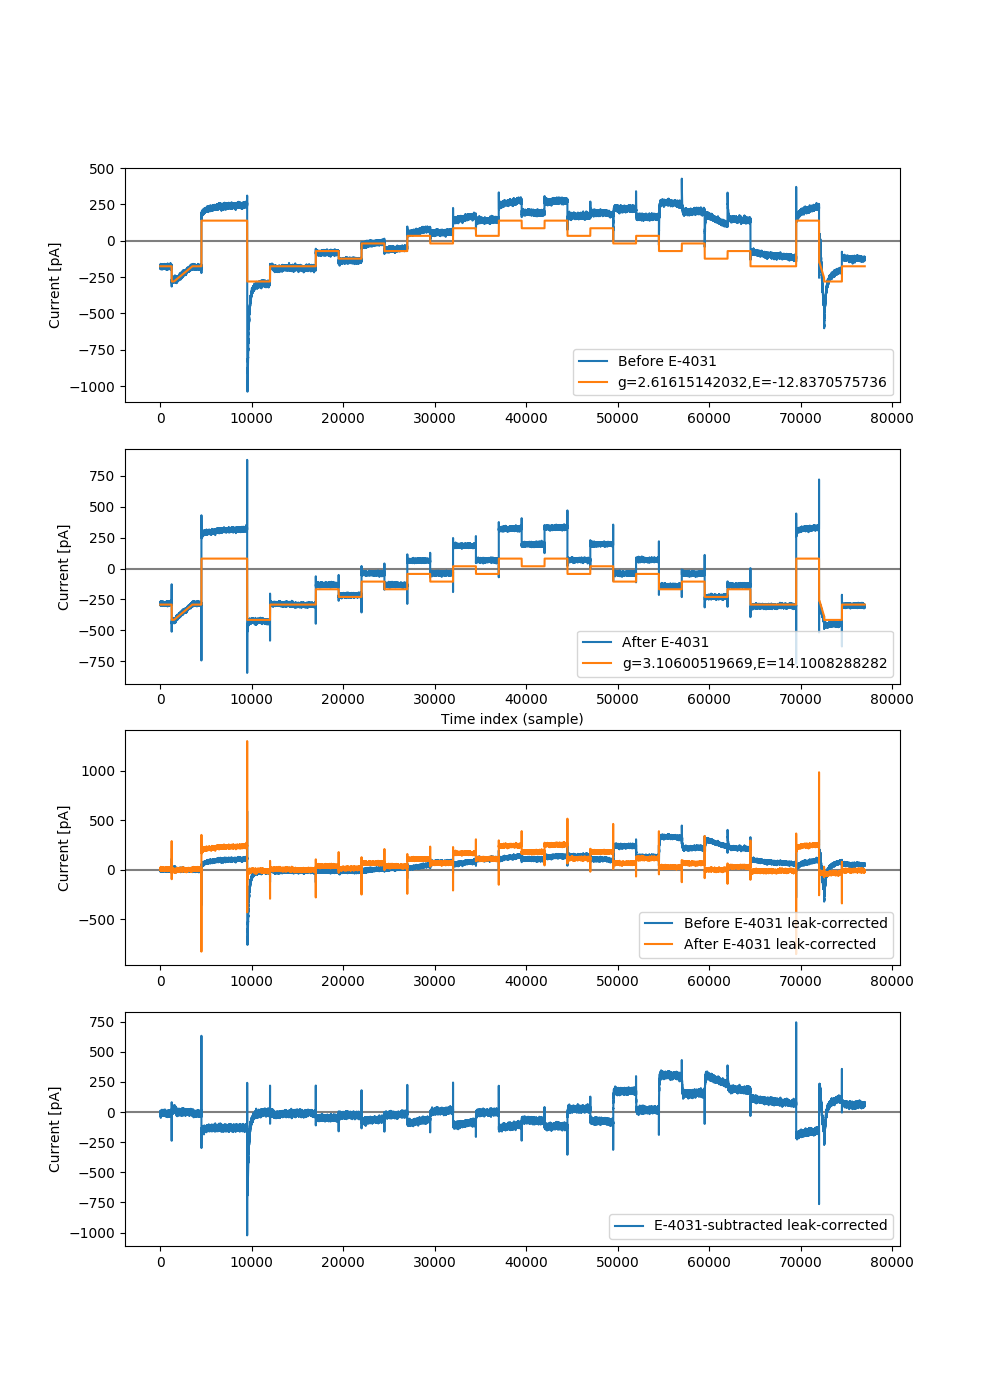 500
250
0
−250
−500
−750
−1000
Current [pA]
Before E-4031
g=2.61615142032,E=-12.8370575736
0 10000 20000 30000 40000 50000 60000 70000 80000
750
500
250
0
−250
−500
−750
Current [pA]
After E-4031
g=3.10600519669,E=14.1008288282
0 10000 20000 30000 40000 50000 60000 70000 80000
Time index (sample)
1000
500
0
−500
Current [pA]
Before E-4031 leak-corrected
After E-4031 leak-corrected
0 10000 20000 30000 40000 50000 60000 70000 80000
750
500
250
0
−250
−500
−750
−1000
Current [pA]
E-4031-subtracted leak-corrected
0 10000 20000 30000 40000 50000 60000 70000 80000